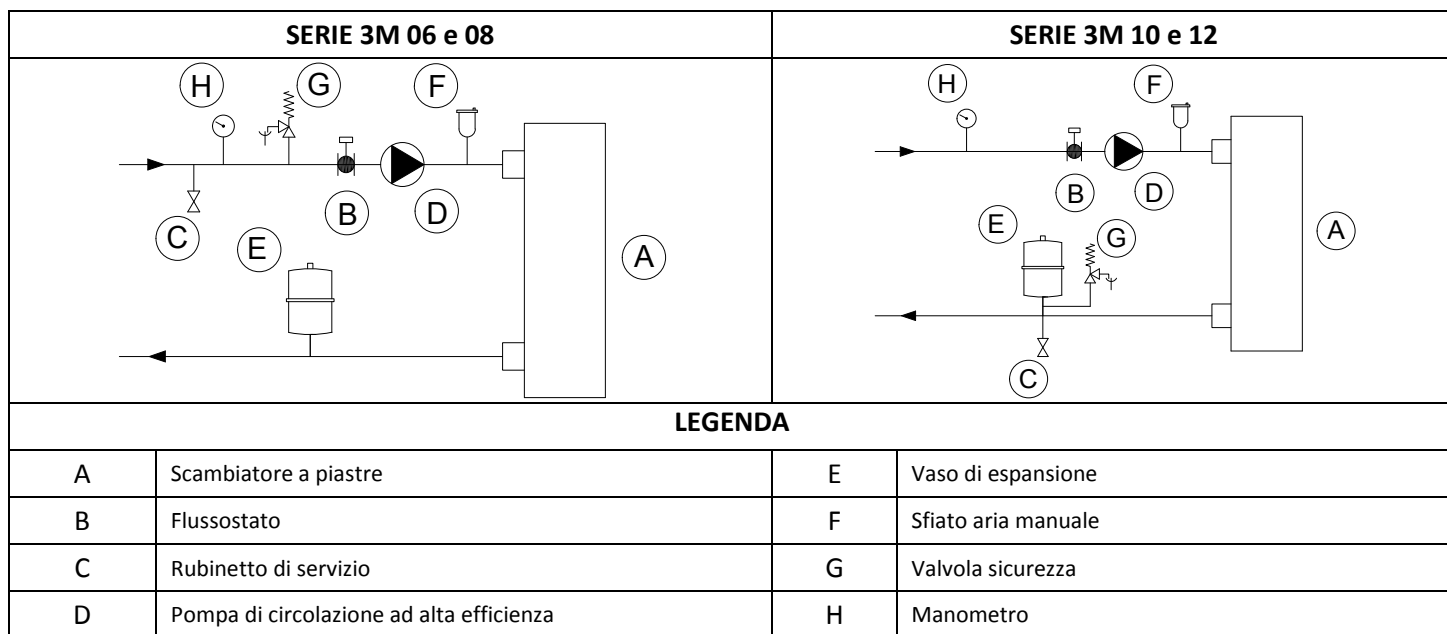 SERIE 3M 06 e 08
SERIE 3M 10 e 12
H
G
F
B
D
C
E
A
H
F
B
D
E
G
A
C
LEGENDA
A Scambiatore a piastre E Vaso di espansione
B Flussostato F Sfiato aria manuale
C Rubinetto di servizio G Valvola sicurezza
D Pompa di circolazione ad alta efficienza H Manometro